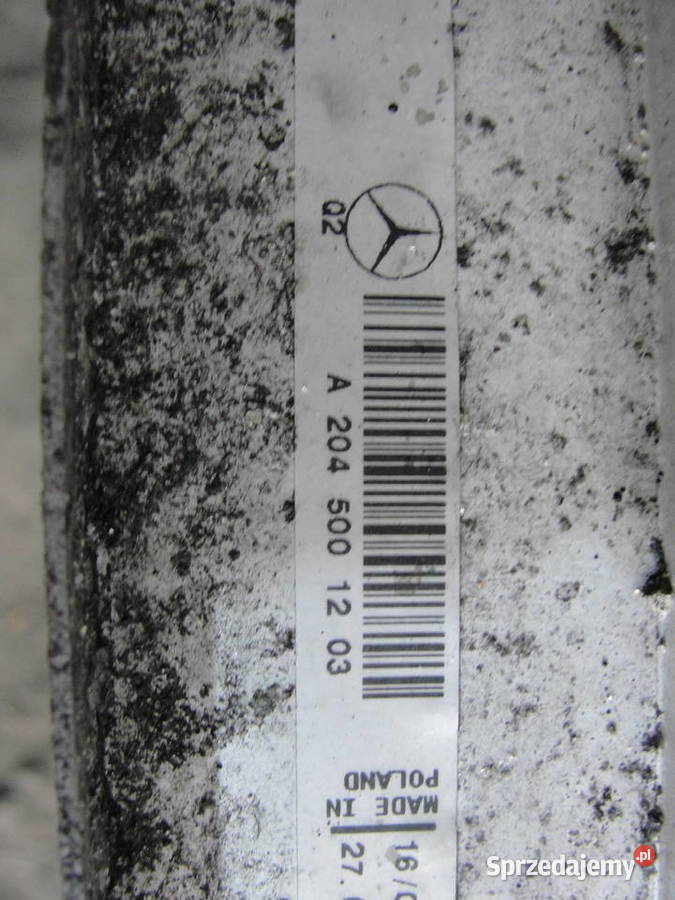 Q2
A 204 500 12 03
MADE IN
POLAND
16/0
27.
Sprzedajemy.pl